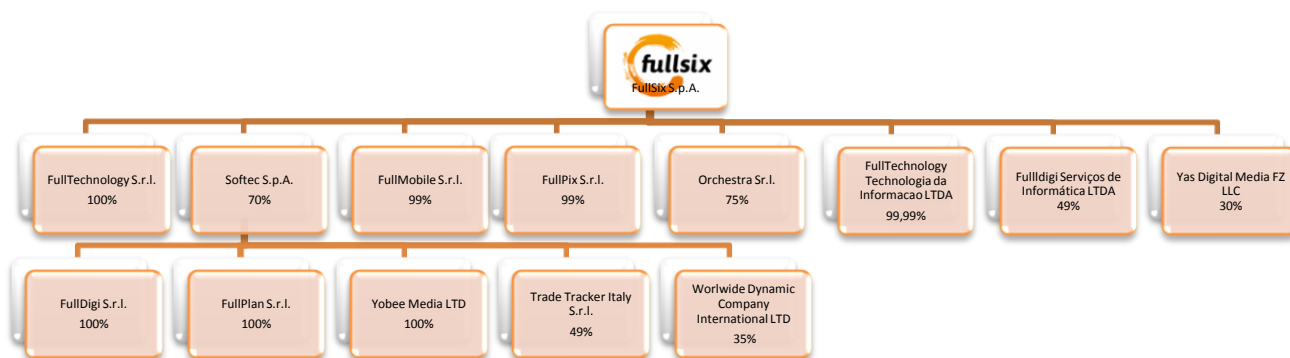 fullsix
FullSix S.p.A.
FullTechnology S.r.l.
100%
Softec S.p.A.
70%
FullMobile S.r.l.
99%
FullPix S.r.l.
99%
Orchestra Sr.l.
75%
FullTechnology
Technologia da
Informacao LTDA
99,99%
Fullldigi Serviços de
Informática LTDA
49%
Yas Digital Media FZ
LLC
30%
FullDigi S.r.l.
100%
FullPlan S.r.l.
100%
Yobee Media LTD
100%
Trade Tracker Italy
S.r.l.
49%
Worlwide Dynamic
Company
International LTD
35%